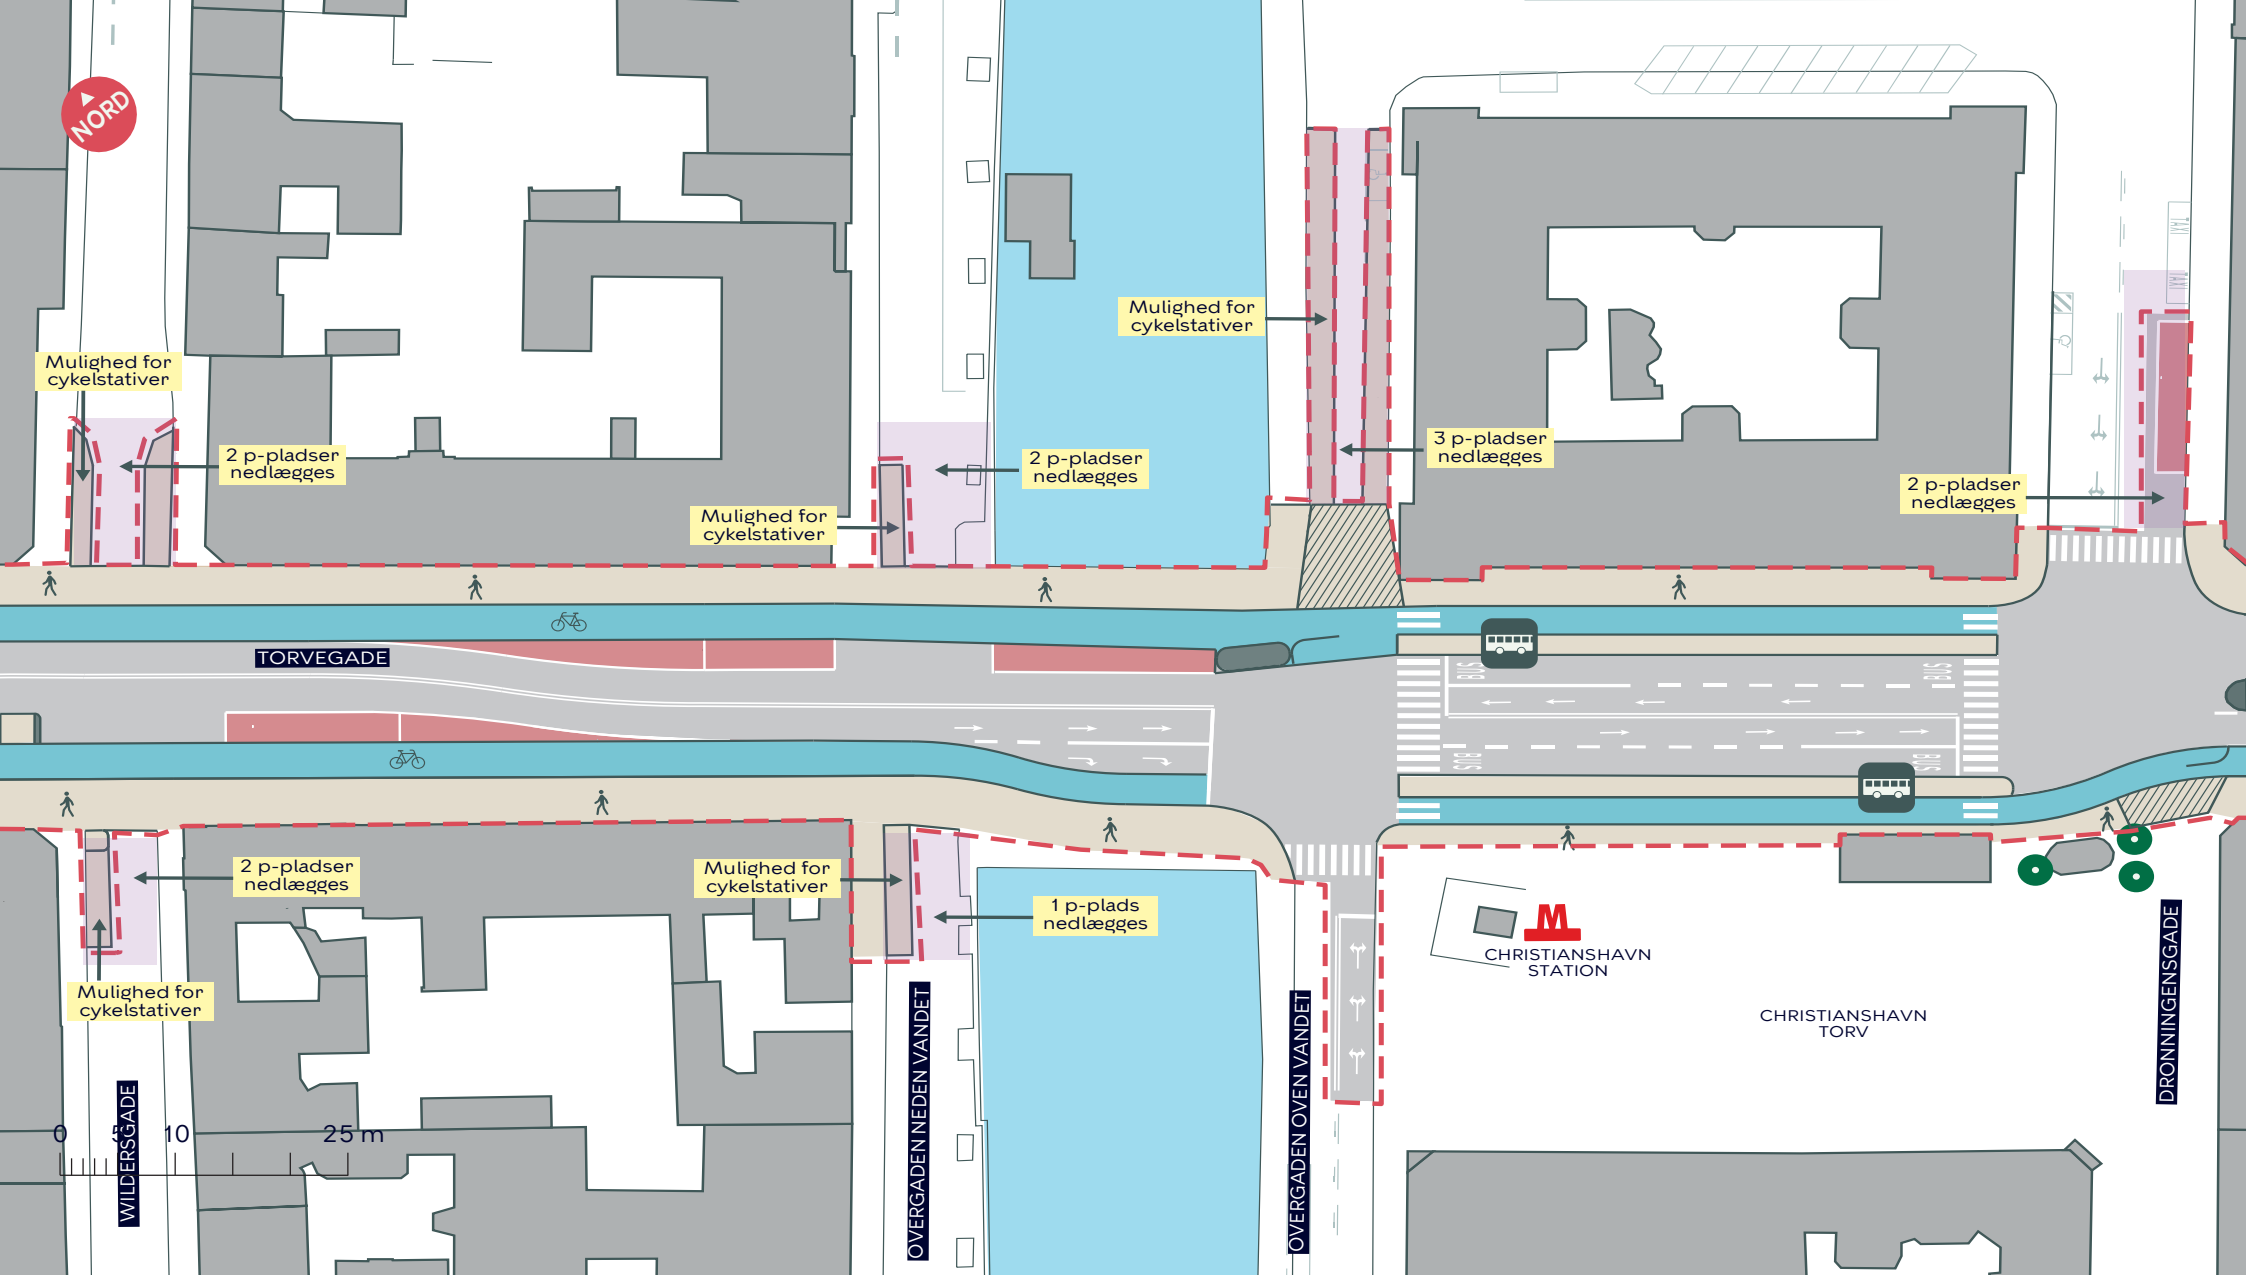 NORD
Mulighed for
cykelstativer
2 p-pladser
nedlægges
Mulighed for
cykelstativer
2 p-pladser
nedlægges
Mulighed for
cykelstativer
3 p-pladser
nedlægges
2 p-pladser
nedlægges
TAXI
TAXI
TORVEGADE
BUS
BUS
BUS
BUS
2 p-pladser
nedlægges
Mulighed for
cykelstativer
Mulighed for
cykelstativer
1 p-plads
nedlægges
M
CHRISTIANSHAVN
STATION
CHRISTIANSHAVN
TORV
WILDERSGADE
OVERGADEN NEDEN VANDET
OVERGADEN OVEN VANDET
DRONNINGENSGADE
0 5 10 25 m